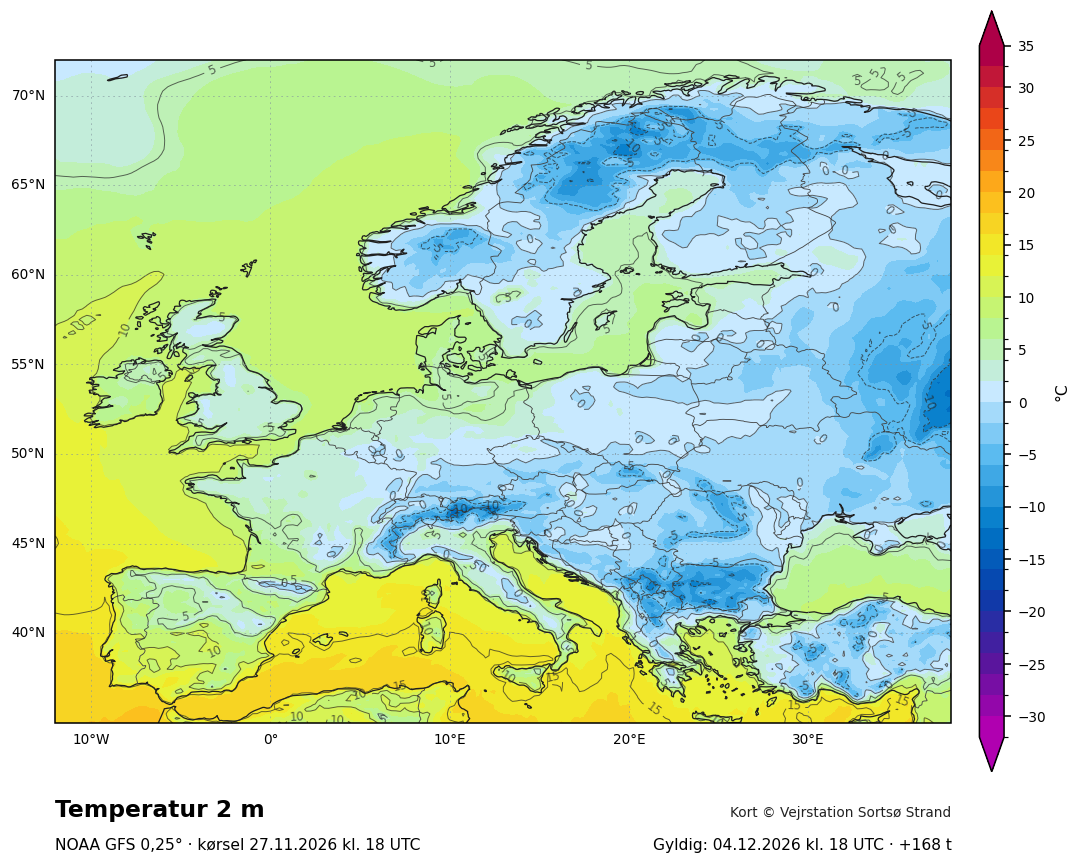 70°N
65°N
60°N
55°N
50°N
45°N
40°N
10°W
0°
10°E
20°E
30°E
35
30
25
20
15
10
5
0
−5
−10
−15
−20
−25
−30
°C
Temperatur 2 m
Kort © Vejrstation Sortsø Strand
NOAA GFS 0,25° · kørsel 27.11.2026 kl. 18 UTC
Gyldig: 04.12.2026 kl. 18 UTC · +168 t